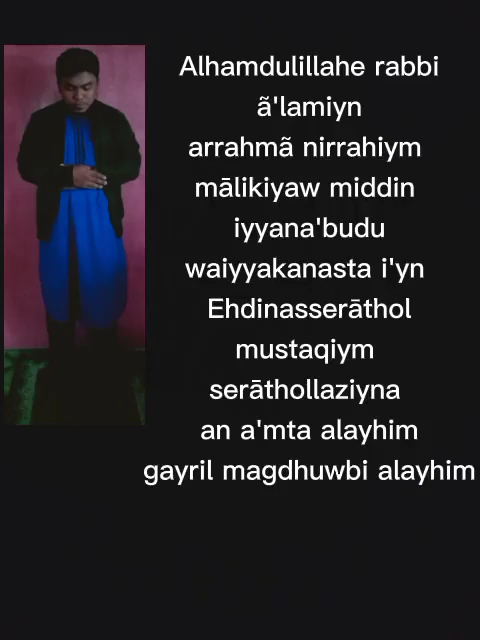 Alhamdulillahe rabbi
ã'lamiyn
arrahmã nirrahiym
mālikiyaw middin
iyyana'budu
waiyyakanasta i'yn
Ehdinasserāthol
mustaqiym
serāthollaziyna
an a'mta alayhim
gayril magdhuwbi alayhim